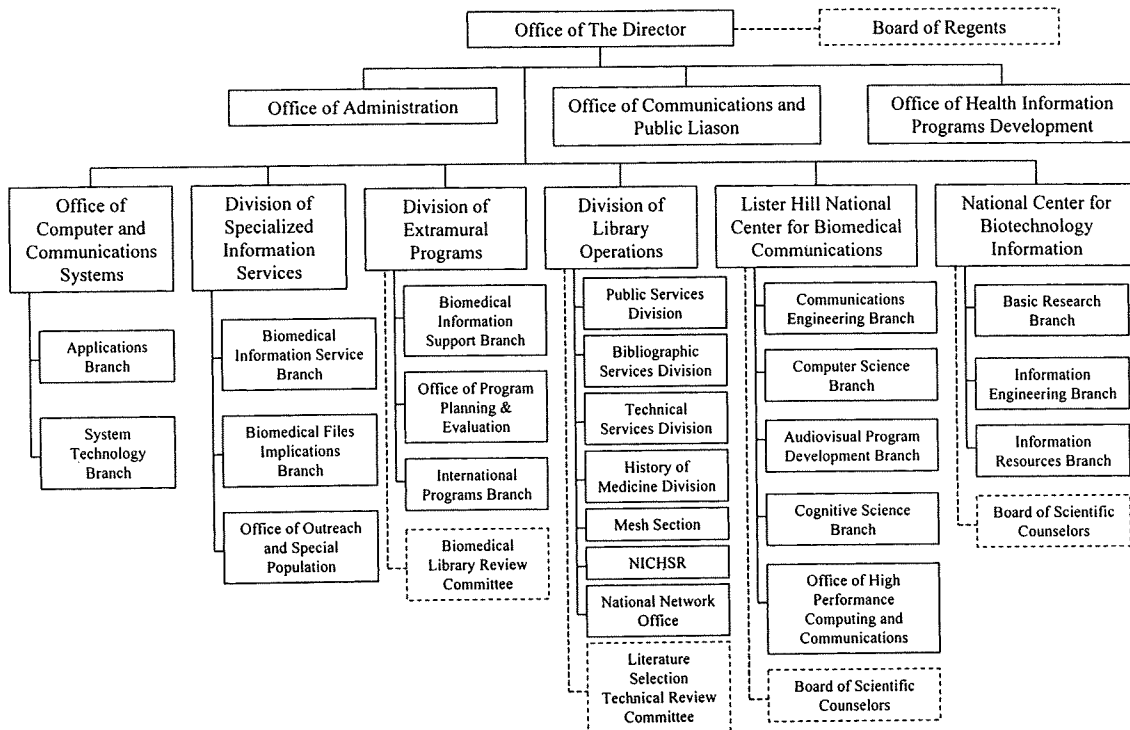 Office of The Director
Board of Regents
Office of Administration
Office of Communications and
Public Liason
Office of Health Information
Programs Development
Office of
Computer and
Communications
Systems
Division of
Specialized
Information
Services
Division of
Extramural
Programs
Division of
Library
Operations
Lister Hill National
Center for Biomedical
Communications
National Center for
Biotechnology
Information
Applications
Branch
System
Technology
Branch
Biomedical
Information Service
Branch
Biomedical Files
Implications
Branch
Office of Outreach
and Special
Population
Biomedical
Information
Support Branch
Office of Program
Planning &
Evaluation
International
Programs Branch
Biomedical
Library Review
Committee
Public Services
Division
Bibliographic
Services Division
Technical
Services Division
History of
Medicine Division
Mesh Section
NICHSR
National Network
Office
Literature
Selection
Technical Review
Committee
Communications
Engineering Branch
Computer Science
Branch
Audiovisual Program
Development Branch
Cognitive Science
Branch
Office of High
Performance
Computing and
Communications
Board of Scientific
Counselors
Basic Research
Branch
Information
Engineering Branch
Information
Resources Branch
Board of Scientific
Counselors